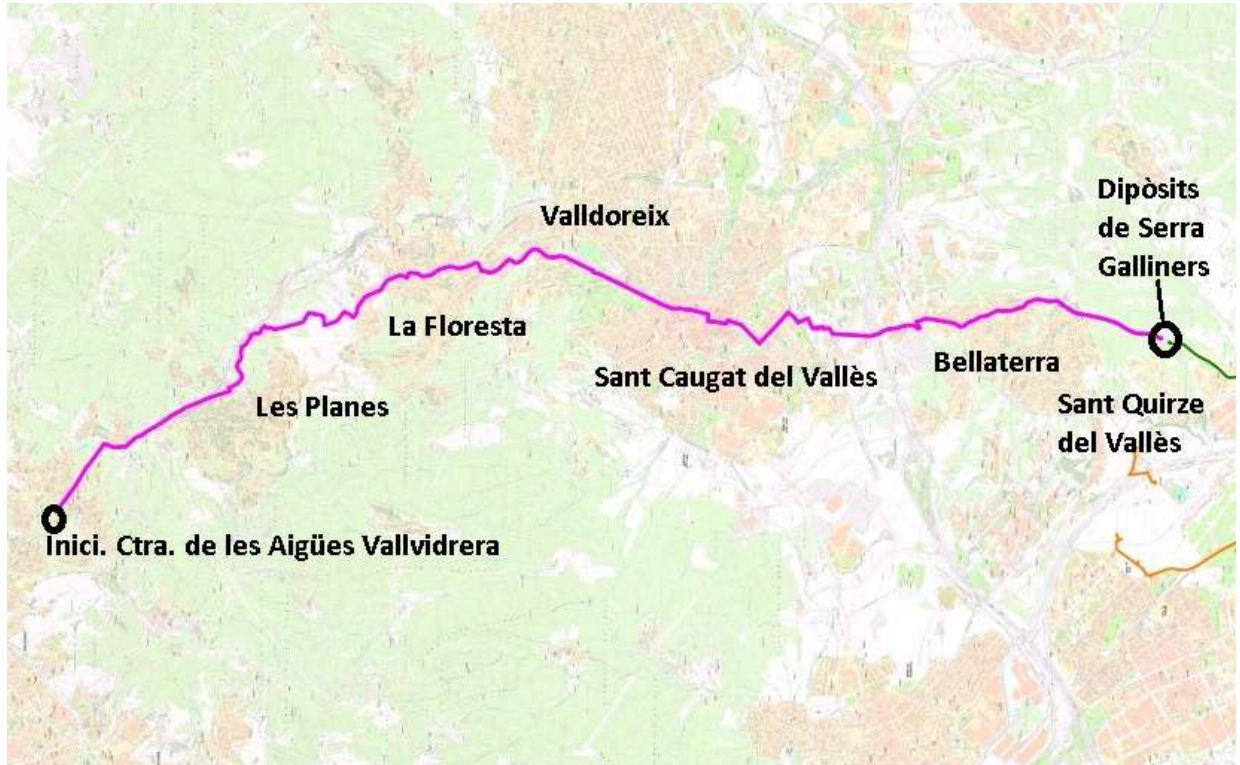 Dipòsits
de Serra
Galliners
Valldoreix
La Floresta
Sant Caugat del Vallès
Bellaterra
Les Planes
Sant Quirze
del Vallès
Inici. Ctra. de les Aigües Vallvidrera